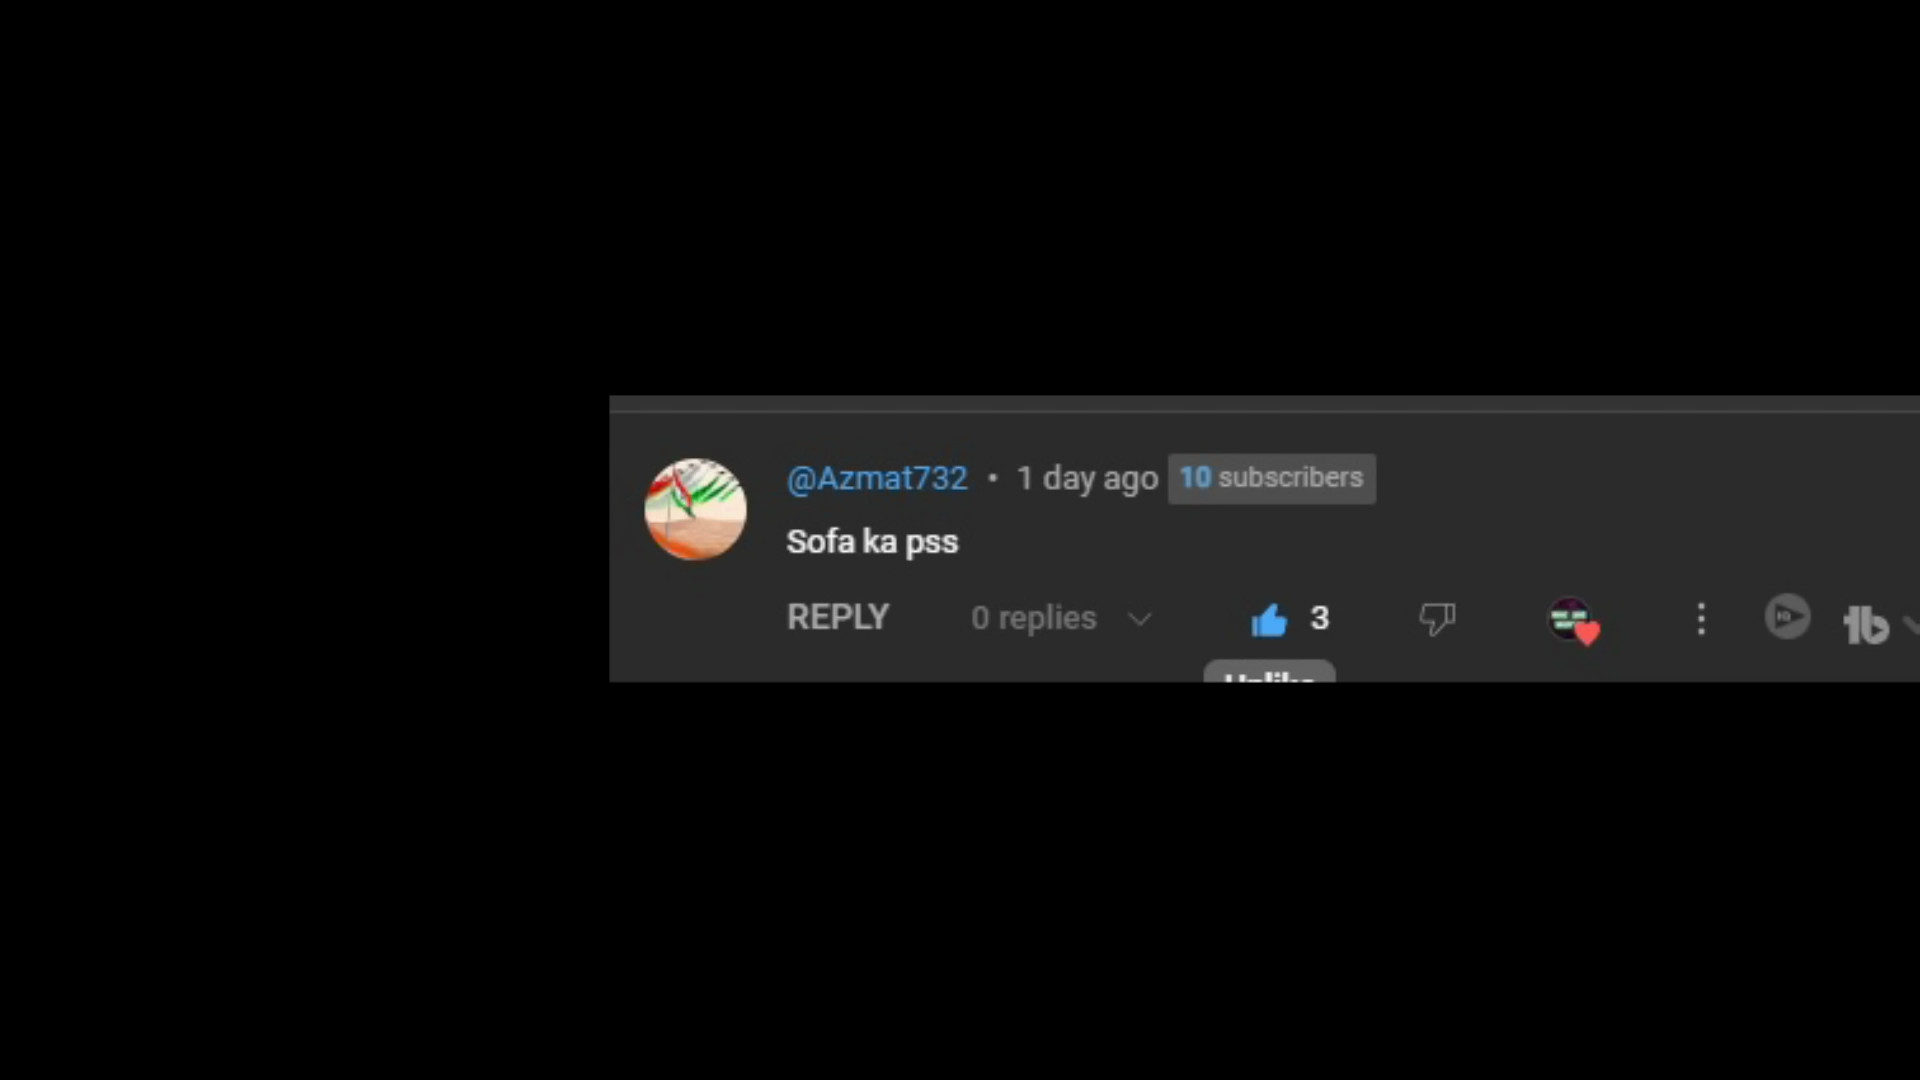 @Azmat732 • 1 day ago 10 subscribers
Sofa ka pss
REPLY 0 replies 3